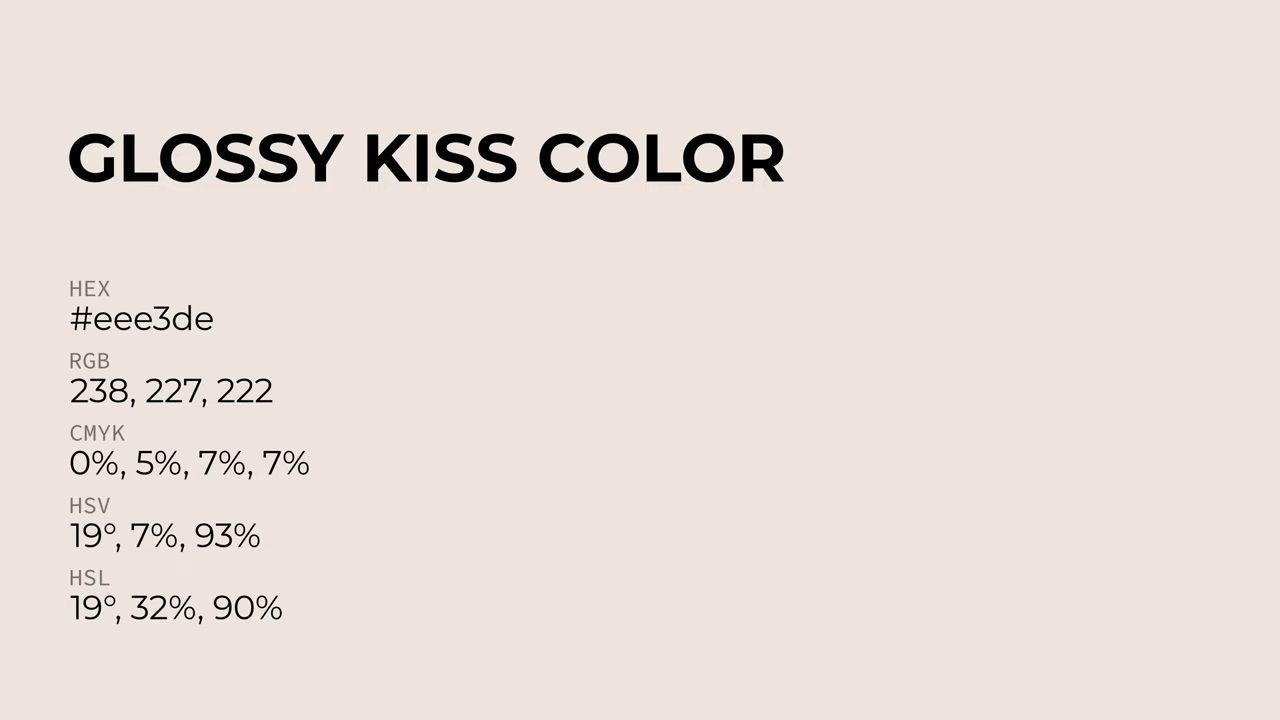 GLOSSY KISS COLOR
HEX
#eee3de
RGB
238, 227, 222
CMYK
0%, 5%, 7%, 7%
HSV
19°, 7%, 93%
HSL
19°, 32%, 90%